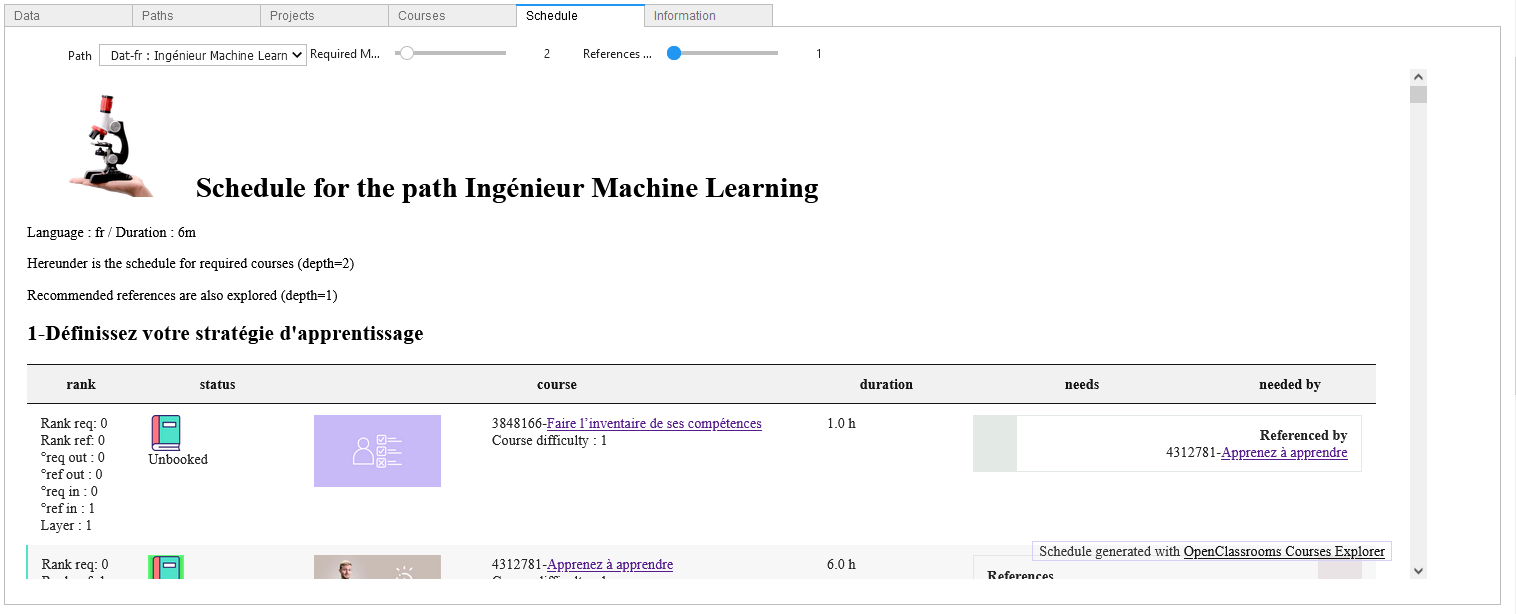 Data Paths Projects Courses Schedule Information
Path Dat-fr : Ingénieur Machine Learn Required M... 2 References ... 1
Schedule for the path Ingénieur Machine Learning
Language : fr / Duration : 6m
Hereunder is the schedule for required courses (depth=2)
Recommended references are also explored (depth=1)
1-Définissez votre stratégie d'apprentissage
rank status course duration needs needed by
Rank req: 0
Rank ref: 0
°req out : 0
°ref out : 0
°req in : 0
°ref in : 1
Layer : 1
Unbooked
3848166-Faire l’inventaire de ses compétences
Course difficulty : 1
1.0 h
Referenced by
4312781-Apprenez à apprendre
Rank req: 0
4312781-Apprenez à apprendre
6.0 h
References
Schedule generated with OpenClassrooms Courses Explorer